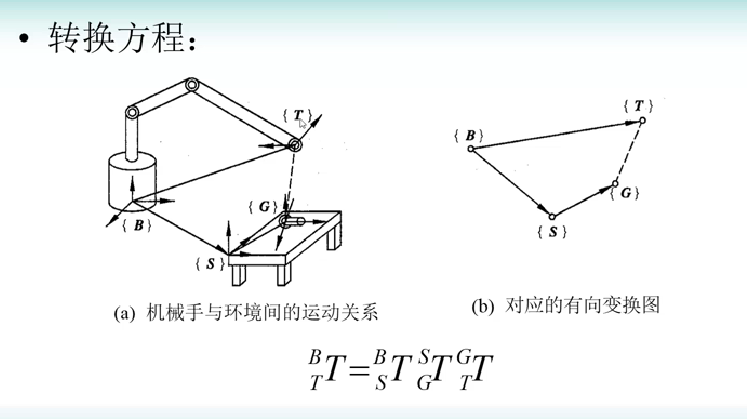 • 转换方程：
{T}
{B}
{G}
{S}
{T}
{B}
{G}
{S}
(a) 机械手与环境间的运动关系
(b) 对应的有向变换图
{}^{B}_{T}T={}^{B}_{S}T{}^{S}_{G}T{}^{G}_{T}T